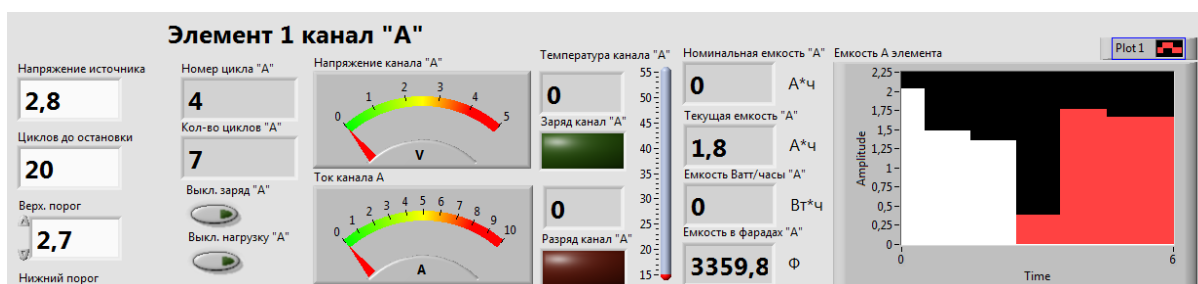 Элемент 1 канал "А"
Напряжение источника
2,8
Циклов до остановки
20
Верх. порог
2,7
Нижний порог
Номер цикла "А"
4
Кол-во циклов "А"
7
Выкл. заряд "А"
Выкл. нагрузку "А"
Напряжение канала "А"
0 1 2 3 4 5
V
Ток канала А
0 1 2 3 4 5 6 7 8 9 10
A
Температура канала "А"
0
Заряд канал "А"
0
Разряд канал "А"
55
50
45
40
35
30
25
20
15
Номинальная емкость "А"
0 А*ч
Текущая емкость "А"
1,8 А*ч
Емкость Ватт/часы "А"
0 Вт*ч
Емкость в фарадах "А"
3359,8 Ф
Емкость А элемента
Plot 1
Amplitude
2,25
2
1,75
1,5
1,25
1
0,75
0,5
0,25
0
0 6
Time